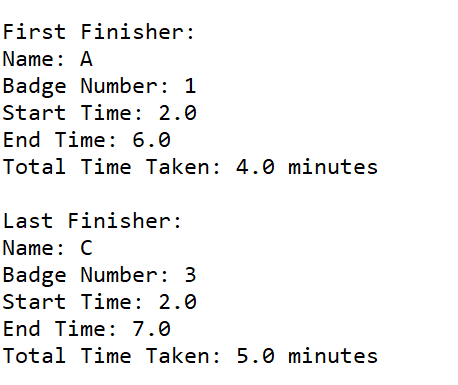 First Finisher:
Name: A
Badge Number: 1
Start Time: 2.0
End Time: 6.0
Total Time Taken: 4.0 minutes

Last Finisher:
Name: C
Badge Number: 3
Start Time: 2.0
End Time: 7.0
Total Time Taken: 5.0 minutes